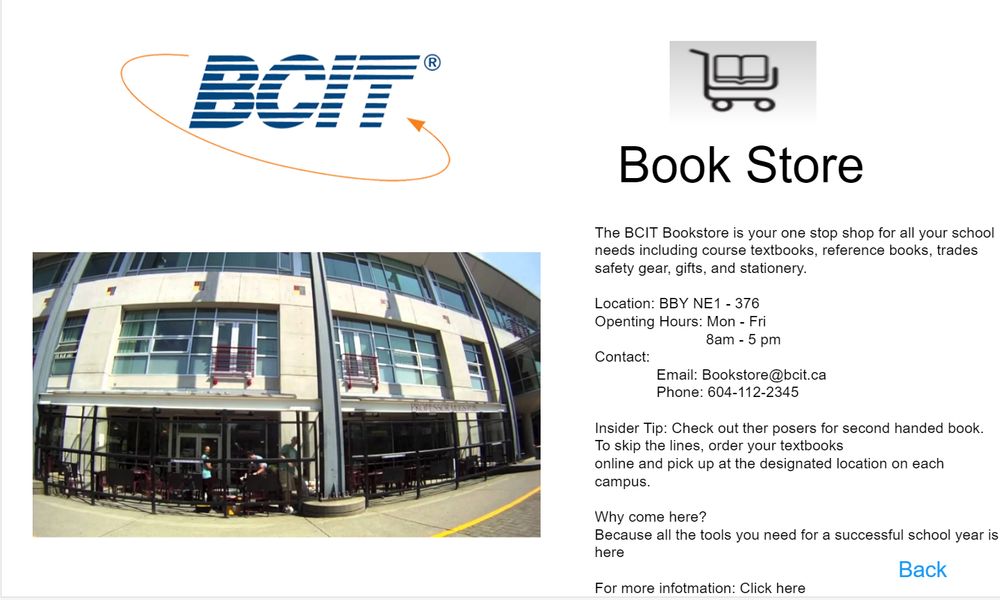 BCIT®
Book Store
The BCIT Bookstore is your one stop shop for all your school
needs including course textbooks, reference books, trades
safety gear, gifts, and stationery.
Location: BBY NE1 - 376
Openting Hours: Mon - Fri
8am - 5 pm
Contact:
Email: Bookstore@bcit.ca
Phone: 604-112-2345
Insider Tip: Check out ther posers for second handed book.
To skip the lines, order your textbooks
online and pick up at the designated location on each
campus.
Why come here?
Because all the tools you need for a successful school year is
here
Back
For more infotmation: Click here
PROFESSOR MUGS PUB